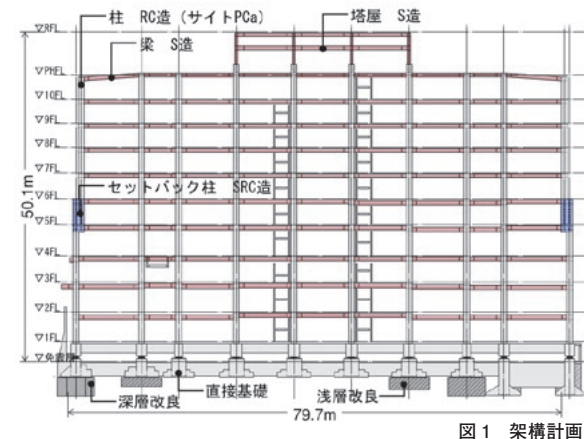 柱 RC造（サイトPCa）
塔屋 S造
▽RFL
梁 S造
▽PHFL
▽10FL
▽9FL
▽8FL
▽7FL
▽6FL
セットバック柱 SRC造
50.1m
▽5FL
▽4FL
▽3FL
▽2FL
▽1FL
▽免震層
深層改良
直接基礎
浅層改良
79.7m
図1 架構計画